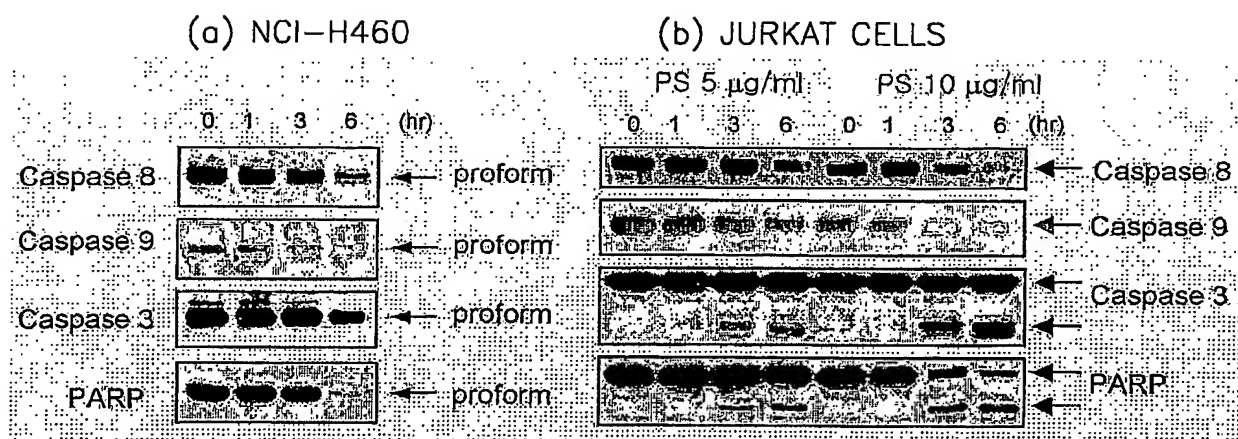 (a) NCI-H460
(b) JURKAT CELLS
PS 5 µg/ml PS 10 µg/ml
0 1 3 6 (hr)
0 1 3 6 0 1 3 6 (hr)
Caspase 8 proform
Caspase 9 proform
Caspase 3 proform
PARP proform
Caspase 8
Caspase 9
Caspase 3
PARP